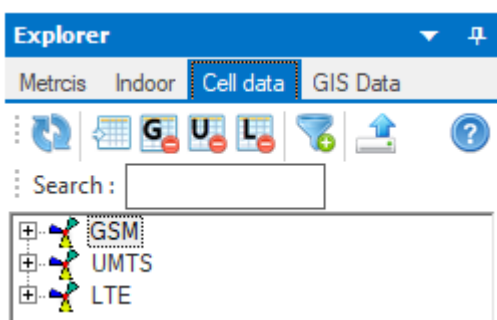 Explorer
Metrcis Indoor Cell data GIS Data
G U L ?
Search :
GSM
UMTS
LTE